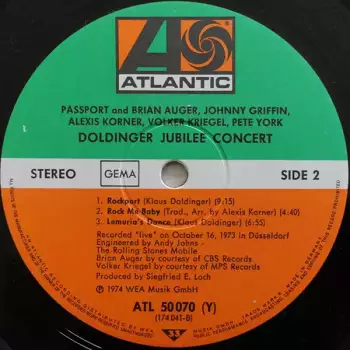 ATLANTIC
PASSPORT and BRIAN AUGER, JOHNNY GRIFFIN,
ALEXIS KORNER, VOLKER KRIEGEL, PETE YORK
DOLDINGER JUBILEE CONCERT
STEREO GEMA SIDE 2
1. Rockport (Klaus Doldinger) (9:15)
2. Rock Me Baby (Trad., Arr. by Alexis Korner) (4:40)
3. Lemuria's Dance (Klaus Doldinger) (6:55)
Recorded "live" on October 16, 1973 in Düsseldorf
Engineered by Andy Johns -
The Rolling Stones Mobile
Brian Auger by courtesy of CBS Records
Volker Kriegel by courtesy of MPS Records
Produced by Siegfried E. Loch
Ⓟ 1974 WEA Musik GmbH
ATL 50 070 (Y)
(174 041-B)
33